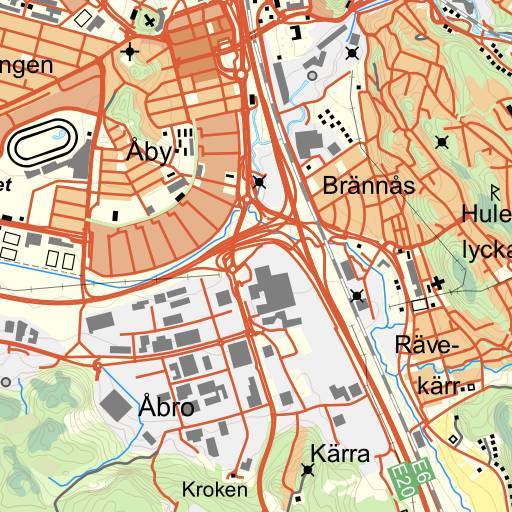 ngen
Åby
et
Brännås
Hule-
lycka
Räve-
kärr
Åbro
Kärra
Kroken
E6
E20